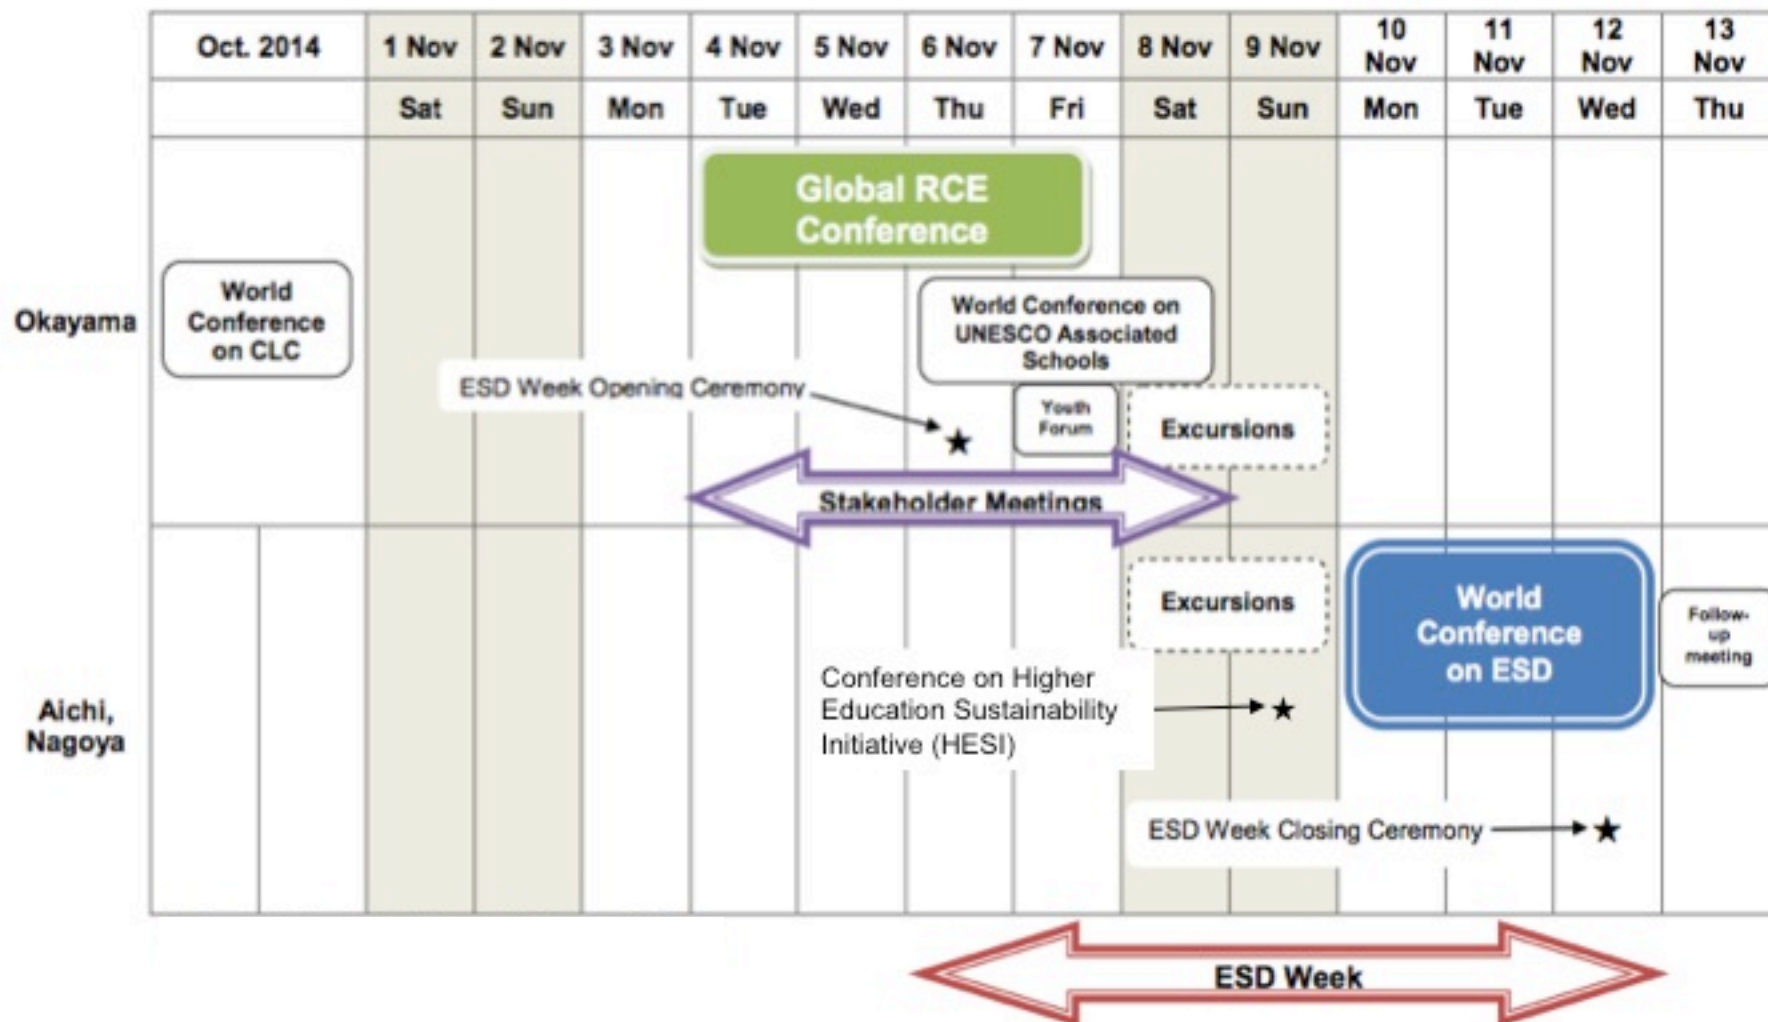 Oct. 2014 1 Nov 2 Nov 3 Nov 4 Nov 5 Nov 6 Nov 7 Nov 8 Nov 9 Nov 10 Nov 11 Nov 12 Nov 13 Nov
Sat Sun Mon Tue Wed Thu Fri Sat Sun Mon Tue Wed Thu
Okayama
World
Conference
on CLC
Global RCE
Conference
World Conference on
UNESCO Associated
Schools
ESD Week Opening Ceremony
★
Youth
Forum
Excursions
Stakeholder Meetings
Aichi,
Nagoya
Excursions
World
Conference
on ESD
Follow-
up
meeting
Conference on Higher
Education Sustainability
Initiative (HESI)
★
ESD Week Closing Ceremony
★
ESD Week